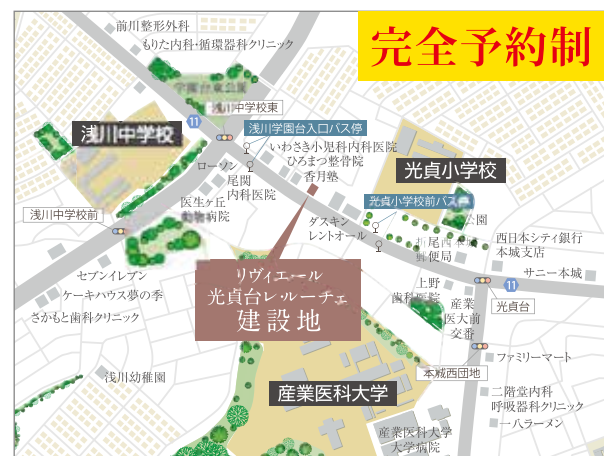 完全予約制
前川整形外科
もりた内科・循環器科クリニック
学園台東公園
浅川中学校東
11
浅川学園台入口バス停
浅川中学校
いわさき小児科内科医院
ひろまつ整骨院
香月塾
ローソン
尾関
内科医院
光貞小学校
医生ヶ丘
動物病院
光貞小学校前バス停
公園
浅川中学校前
ダスキン
レントオール
折尾西本城
郵便局
西日本シティ銀行
本城支店
サニー本城
セブンイレブン
ケーキハウス夢の季
さかもと歯科クリニック
リヴィエール
光貞台レ・ルーチェ
建設地
上野
歯科医院
11
光貞台
産業
医大前
交番
ファミリーマート
本城西団地
浅川幼稚園
産業医科大学
二階堂内科
呼吸器科クリニック
一八ラーメン
産業医科大学
大学病院